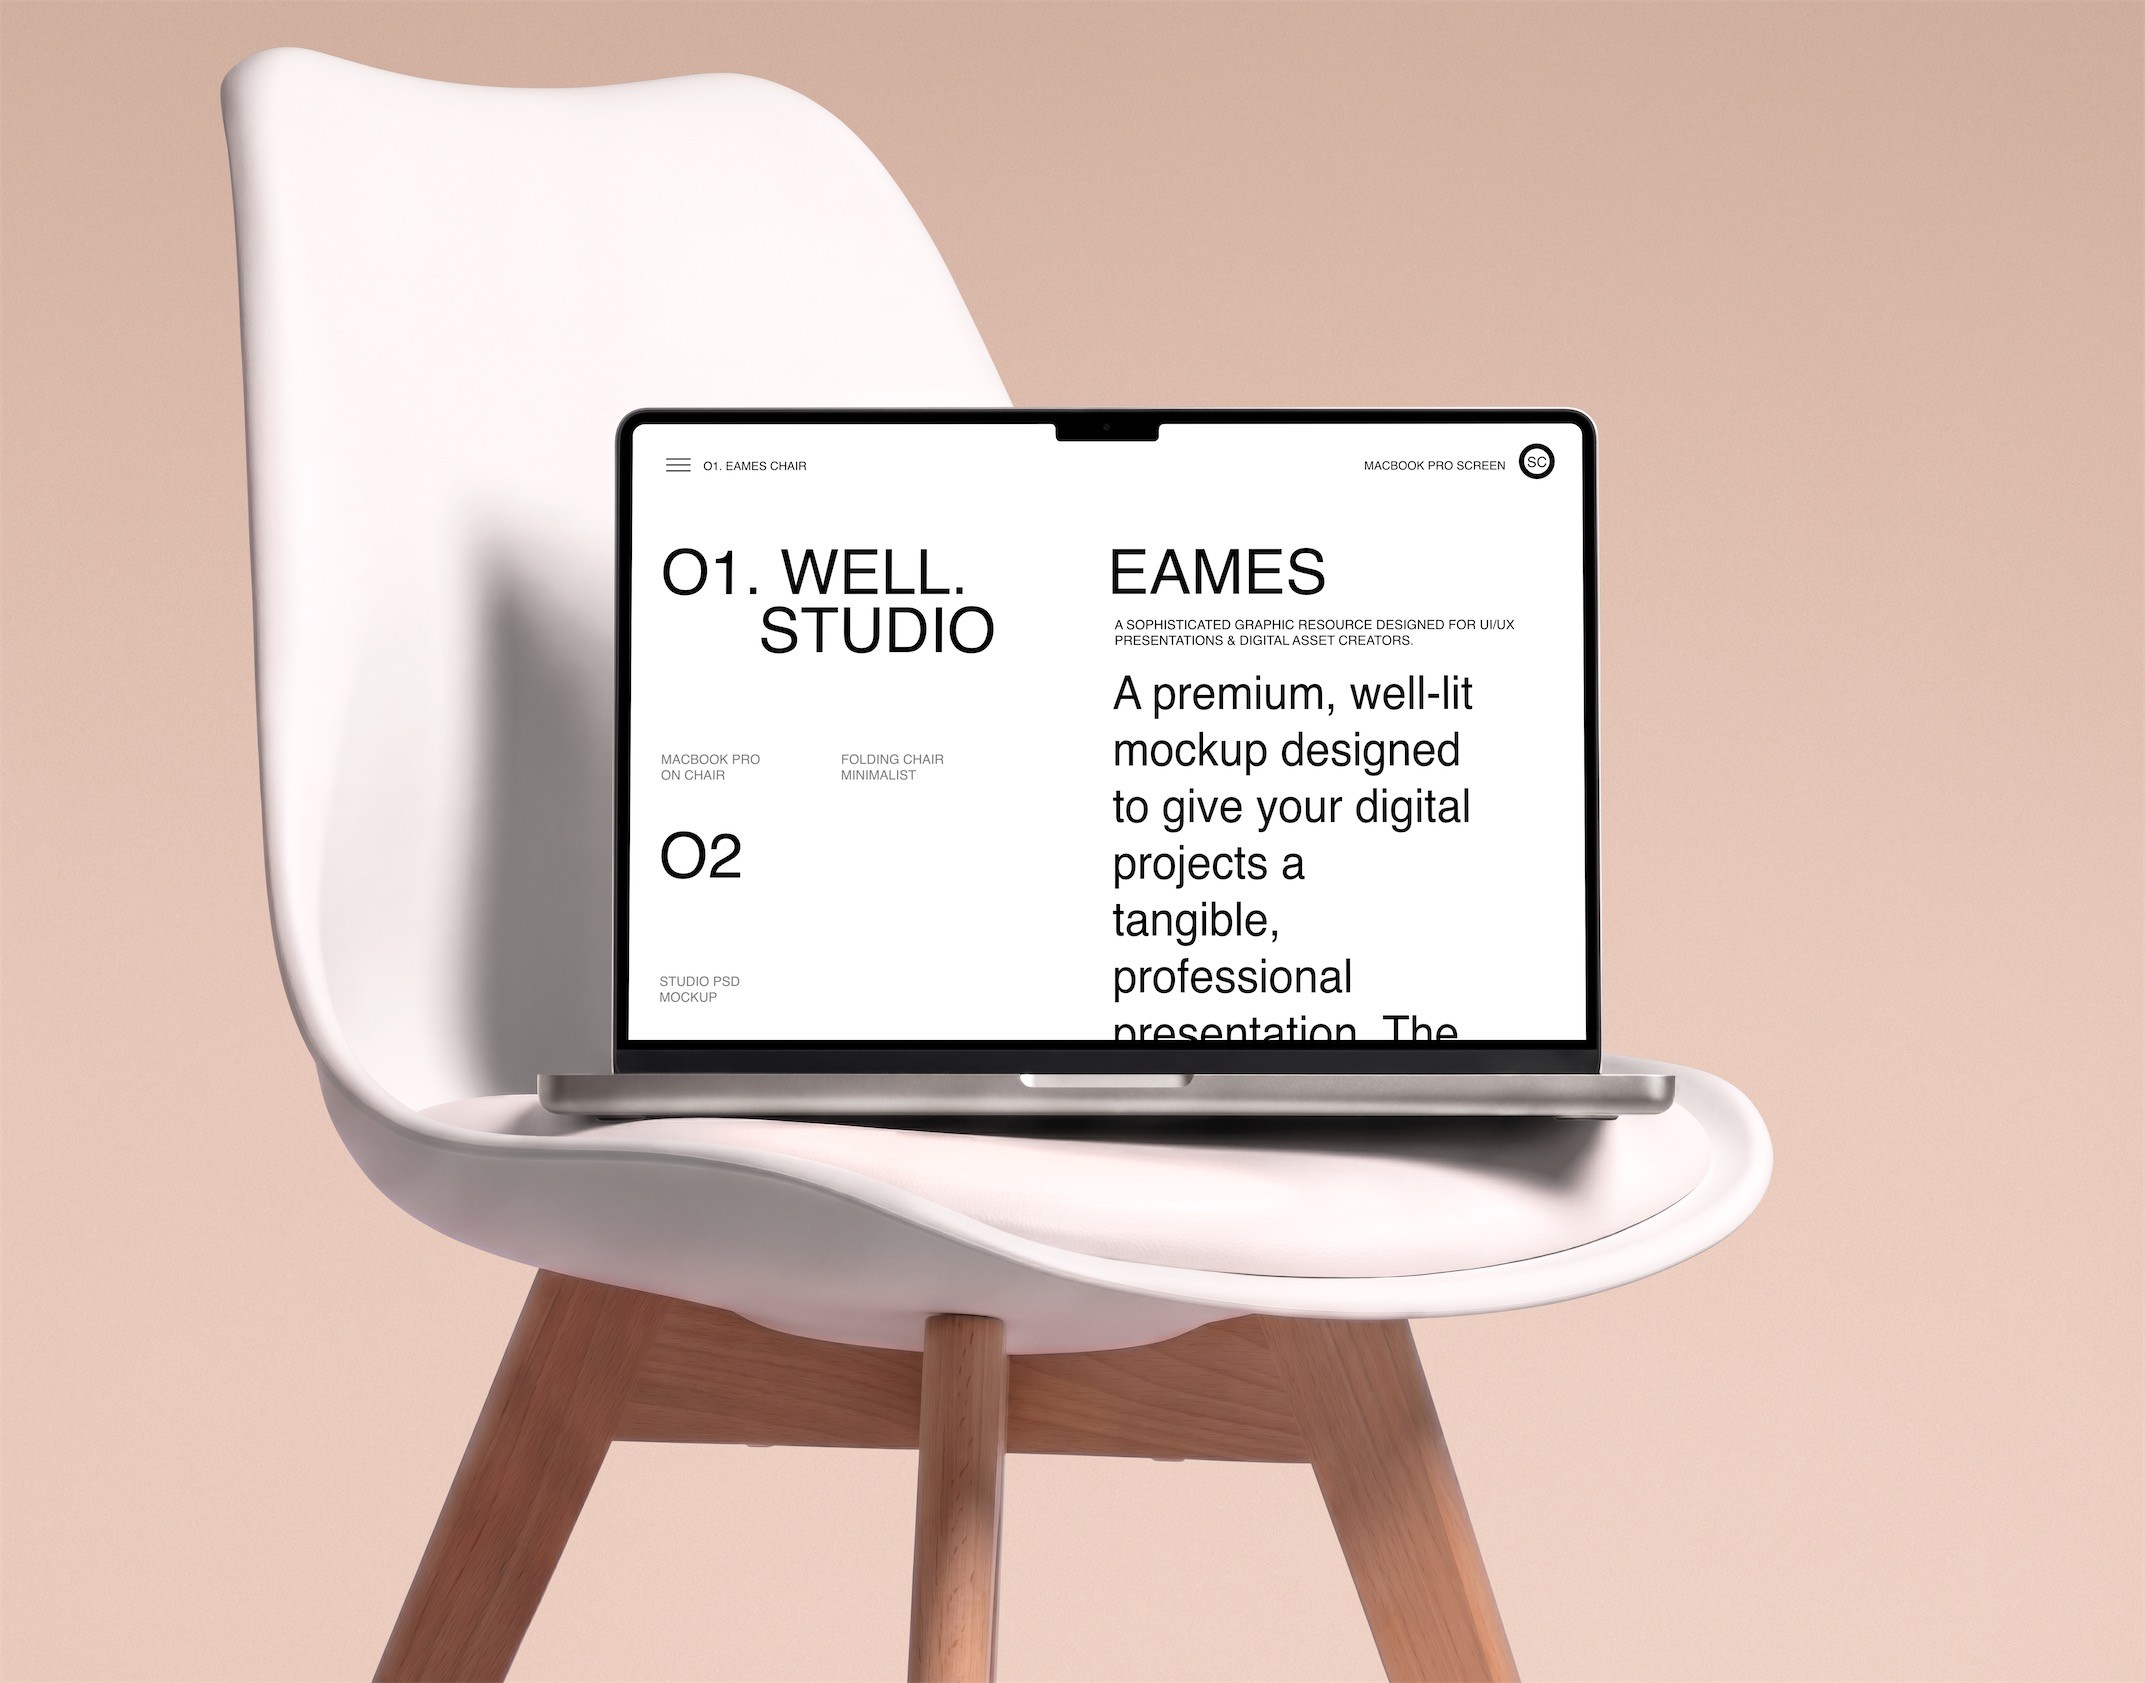 O1. EAMES CHAIR
MACBOOK PRO SCREEN
SC
O1. WELL.
STUDIO
MACBOOK PRO
ON CHAIR
FOLDING CHAIR
MINIMALIST
O2
STUDIO PSD
MOCKUP
EAMES
A SOPHISTICATED GRAPHIC RESOURCE DESIGNED FOR UI/UX
PRESENTATIONS & DIGITAL ASSET CREATORS.
A premium, well-lit
mockup designed
to give your digital
projects a
tangible,
professional
presentation. The